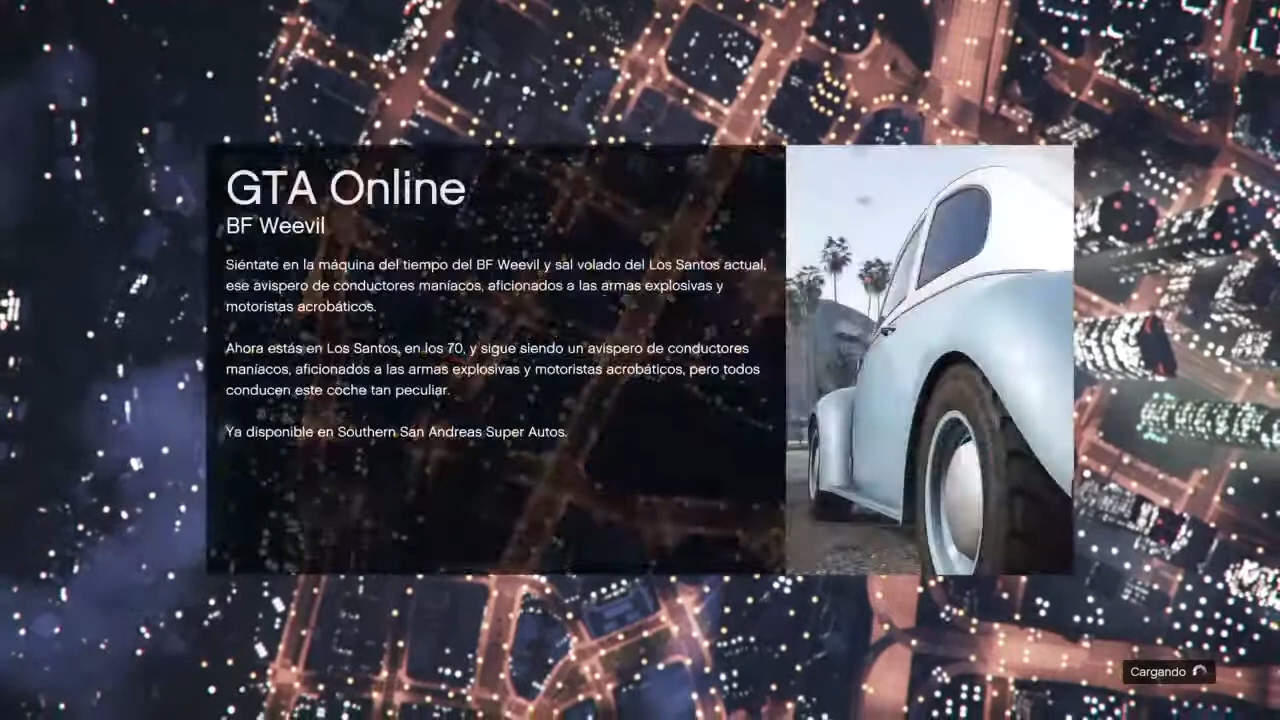 GTA Online
BF Weevil
Siéntate en la máquina del tiempo del BF Weevil y sal volado del Los Santos actual,
ese avispero de conductores maníacos, aficionados a las armas explosivas y
motoristas acrobáticos.
Ahora estás en Los Santos, en los 70, y sigue siendo un avispero de conductores
maníacos, aficionados a las armas explosivas y motoristas acrobáticos, pero todos
conducen este coche tan peculiar.
Ya disponible en Southern San Andreas Super Autos.
Cargando